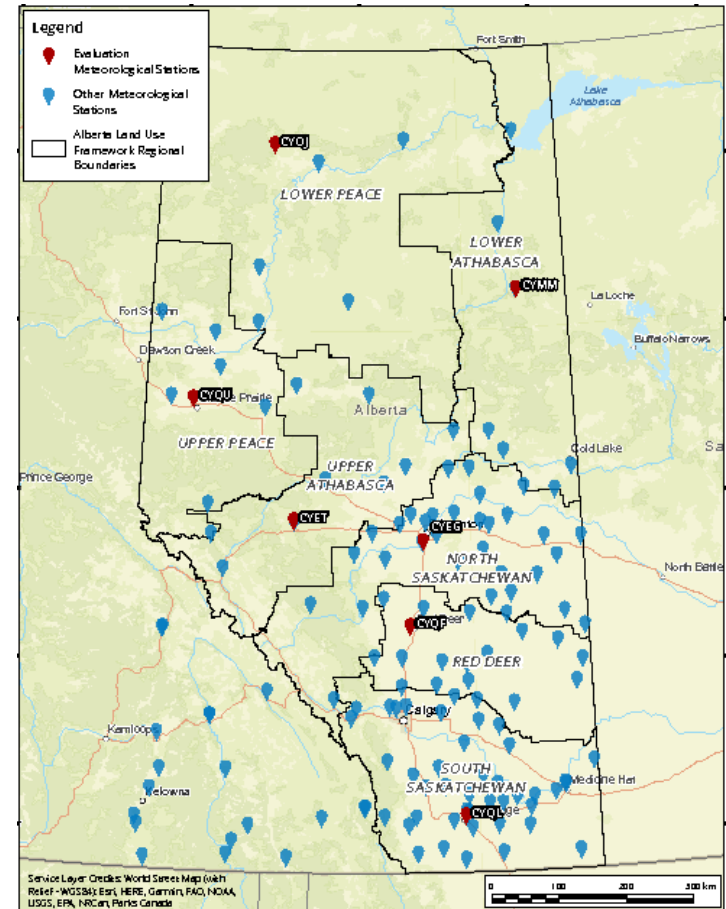 Legend
Evaluation
Meteorological Stations
Other Meteorological
Stations
Alberta Land Use
Framework Regional
Boundaries
Fort Smith
Lake
Athabasca
CYOJ
LOWER PEACE
LOWER
ATHABASCA
CYMM
La Loche
Fort St John
Buffalo Narrows
Dawson Creek
CYQU
Prairie
Alberta
UPPER PEACE
Cold Lake
Sa
UPPER
ATHABASCA
Prince George
CYET
CYEG
NORTH
SASKATCHEWAN
North Battle
CYQF
RED DEER
Calgary
Kamloop
SOUTH
SASKATCHEWAN
Medicine Hat
Kelowna
CYQL
Service Layer Credits: World Street Map (with
Relief - WGS84): Esri, HERE, Garmin, FAO, NOAA,
USGS, EPA, NRCan, Parks Canada
0 100 200 300 km